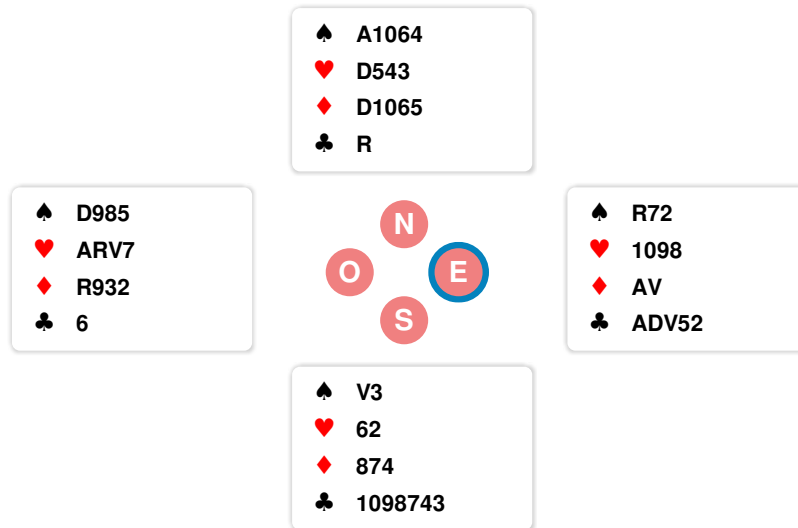 ♠ A1064
♥ D543
♦ D1065
♣ R
♠ D985
♥ ARV7
♦ R932
♣ 6
N
O
E
S
♠ R72
♥ 1098
♦ AV
♣ ADV52
♠ V3
♥ 62
♦ 874
♣ 1098743